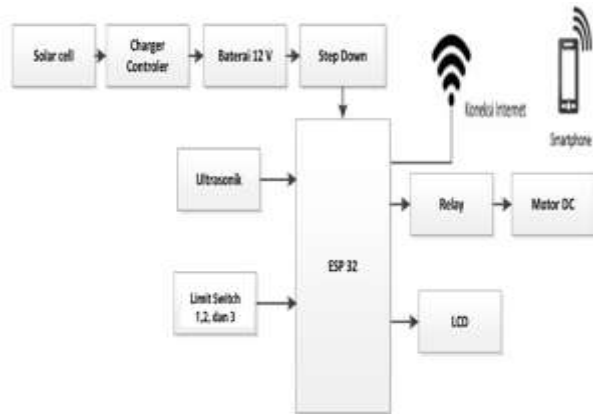 Solar cell
Charger
Controler
Baterai 12 V
Step Down
Koneksi Internet
Smartphone
Ultrasonik
Relay
Motor DC
ESP 32
Limit Switch
1,2, dan 3
LCD